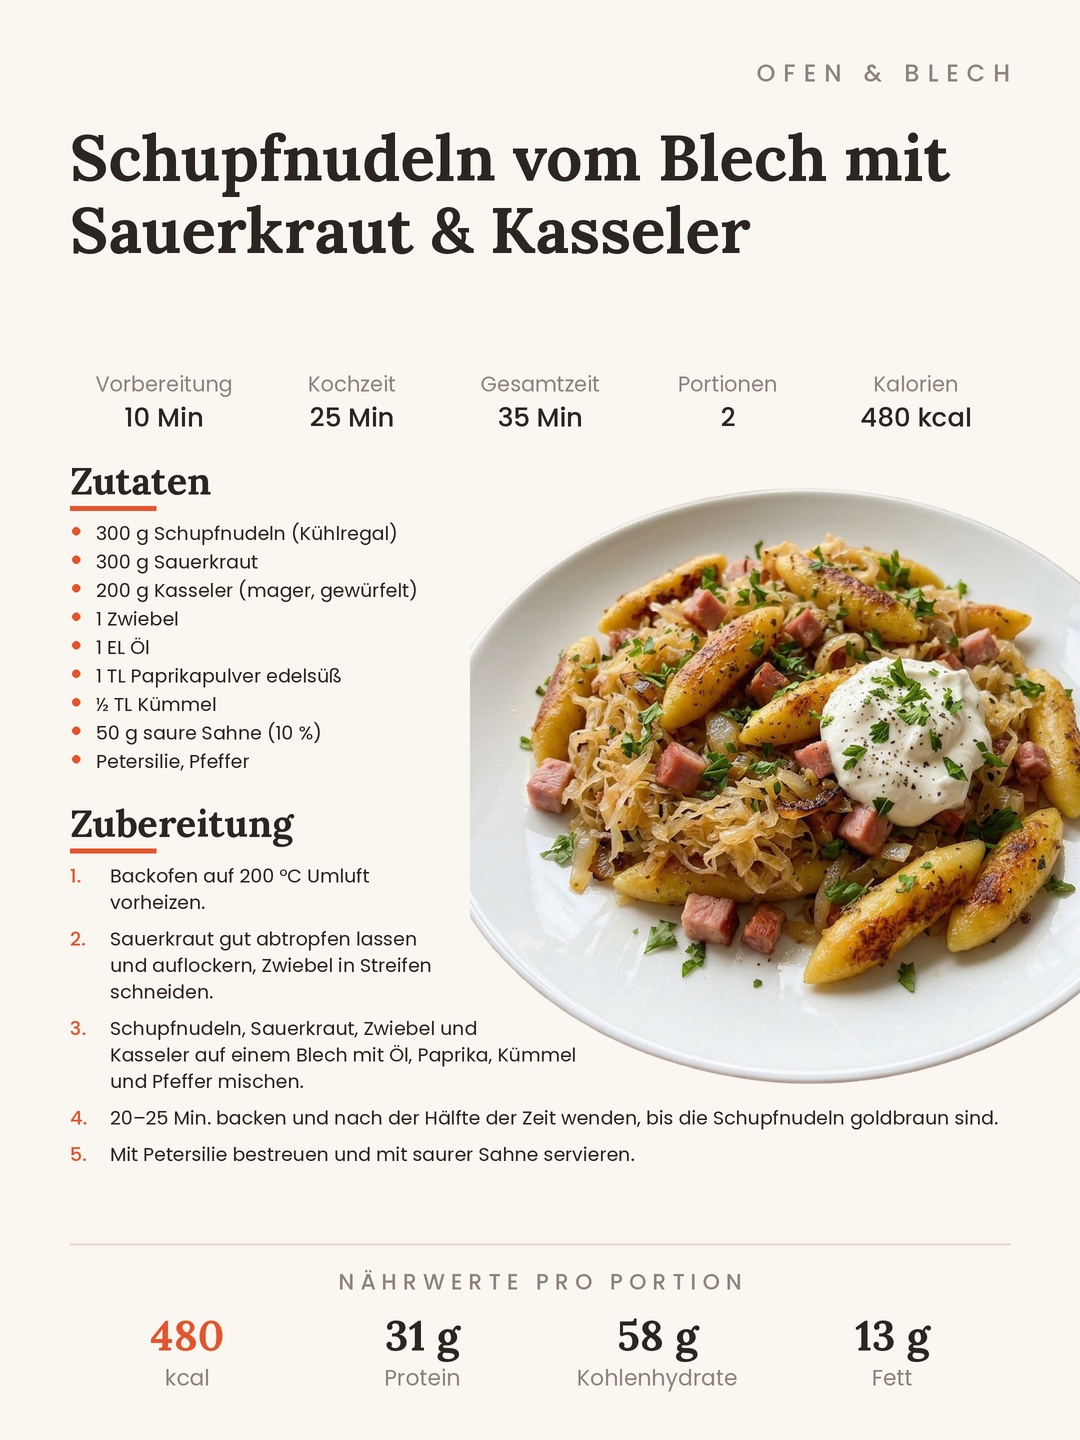 OFEN & BLECH
Schupfnudeln vom Blech mit
Sauerkraut & Kasseler
Vorbereitung
10 Min
Kochzeit
25 Min
Gesamtzeit
35 Min
Portionen
2
Kalorien
480 kcal
Zutaten
• 300 g Schupfnudeln (Kühlregal)
• 300 g Sauerkraut
• 200 g Kasseler (mager, gewürfelt)
• 1 Zwiebel
• 1 EL Öl
• 1 TL Paprikapulver edelsüß
• ½ TL Kümmel
• 50 g saure Sahne (10 %)
• Petersilie, Pfeffer
Zubereitung
1. Backofen auf 200 °C Umluft
vorheizen.
2. Sauerkraut gut abtropfen lassen
und auflockern, Zwiebel in Streifen
schneiden.
3. Schupfnudeln, Sauerkraut, Zwiebel und
Kasseler auf einem Blech mit Öl, Paprika, Kümmel
und Pfeffer mischen.
4. 20–25 Min. backen und nach der Hälfte der Zeit wenden, bis die Schupfnudeln goldbraun sind.
5. Mit Petersilie bestreuen und mit saurer Sahne servieren.
NÄHRWERTE PRO PORTION
480
kcal
31 g
Protein
58 g
Kohlenhydrate
13 g
Fett